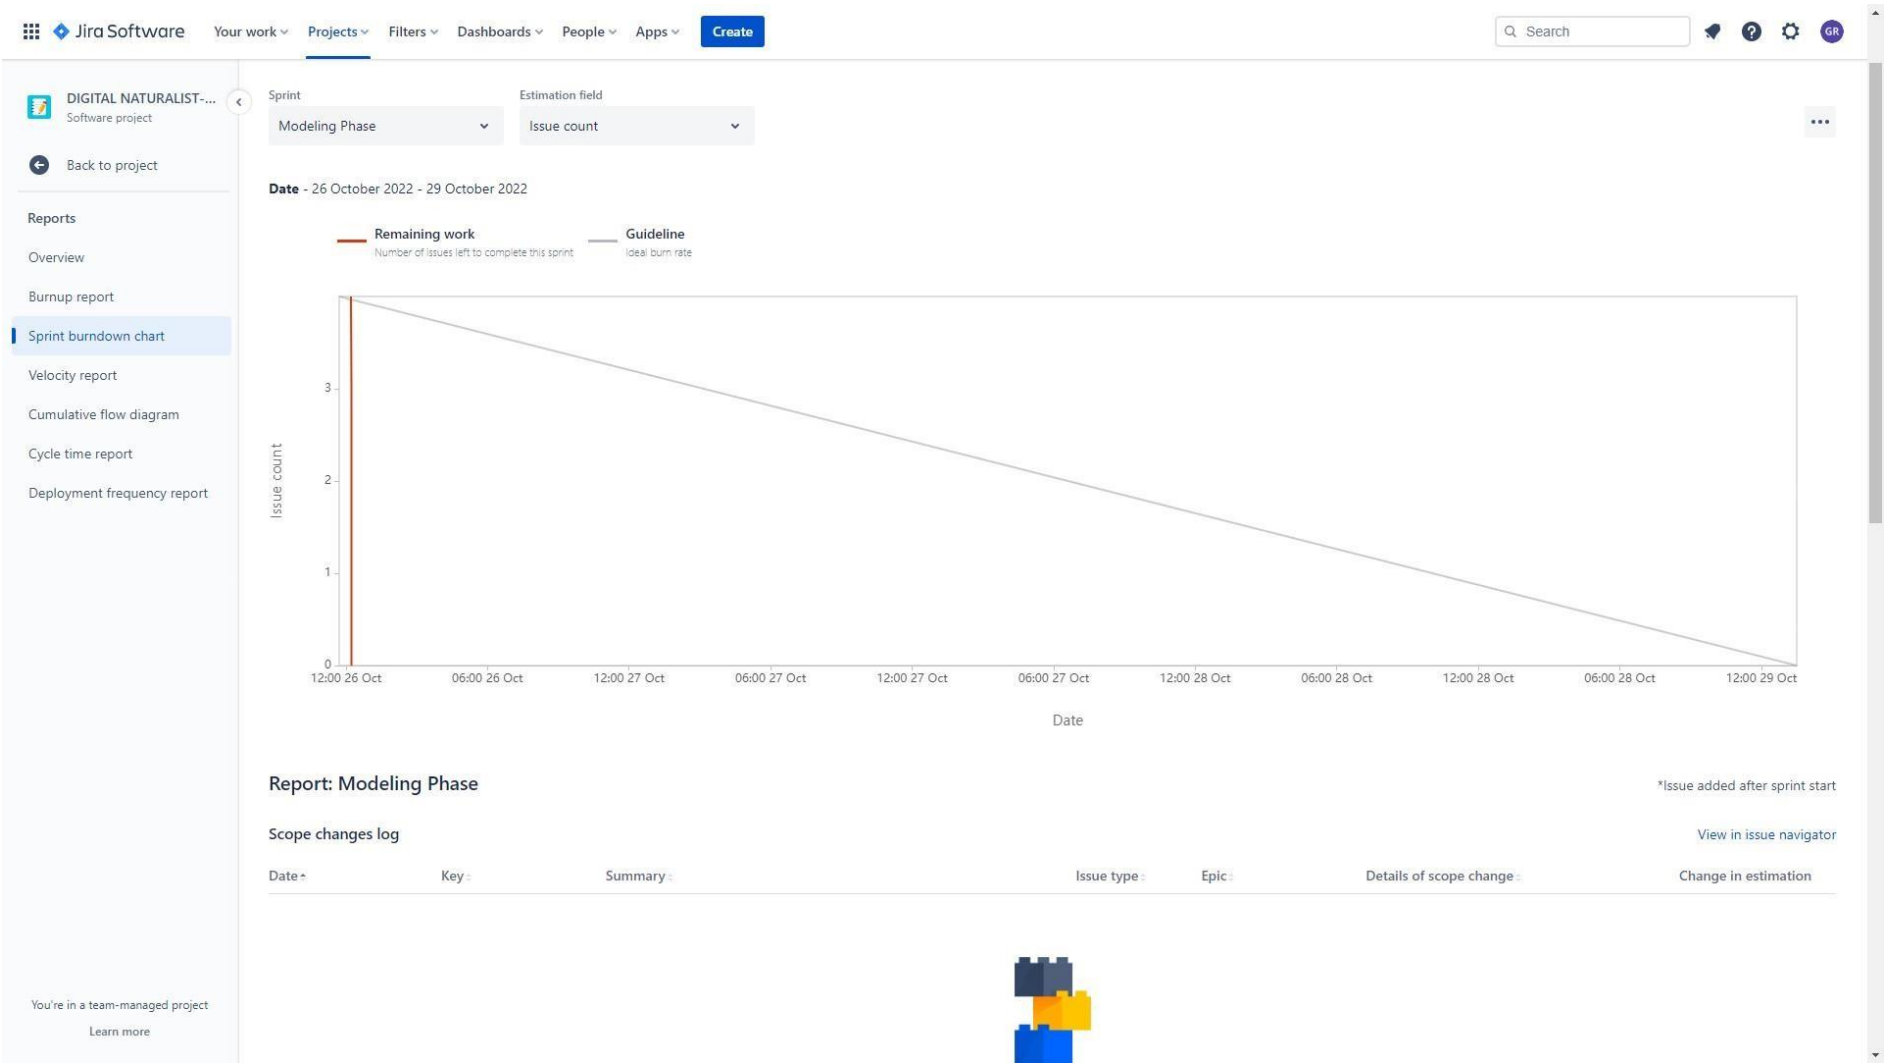 Jira Software Your work Projects Filters Dashboards People Apps Create Search GR
DIGITAL NATURALIST-...
Software project
Back to project
Reports
Overview
Burnup report
Sprint burndown chart
Velocity report
Cumulative flow diagram
Cycle time report
Deployment frequency report
You're in a team-managed project
Learn more
Sprint Estimation field
Modeling Phase Issue count
Date - 26 October 2022 - 29 October 2022
Remaining work Guideline
Number of issues left to complete this sprint Ideal burn rate
3
2
1
0
Issue count
12:00 26 Oct 06:00 26 Oct 12:00 27 Oct 06:00 27 Oct 12:00 27 Oct 06:00 27 Oct 12:00 28 Oct 06:00 28 Oct 12:00 28 Oct 06:00 28 Oct 12:00 29 Oct
Date
Report: Modeling Phase *Issue added after sprint start
Scope changes log View in issue navigator
Date Key Summary Issue type Epic Details of scope change Change in estimation